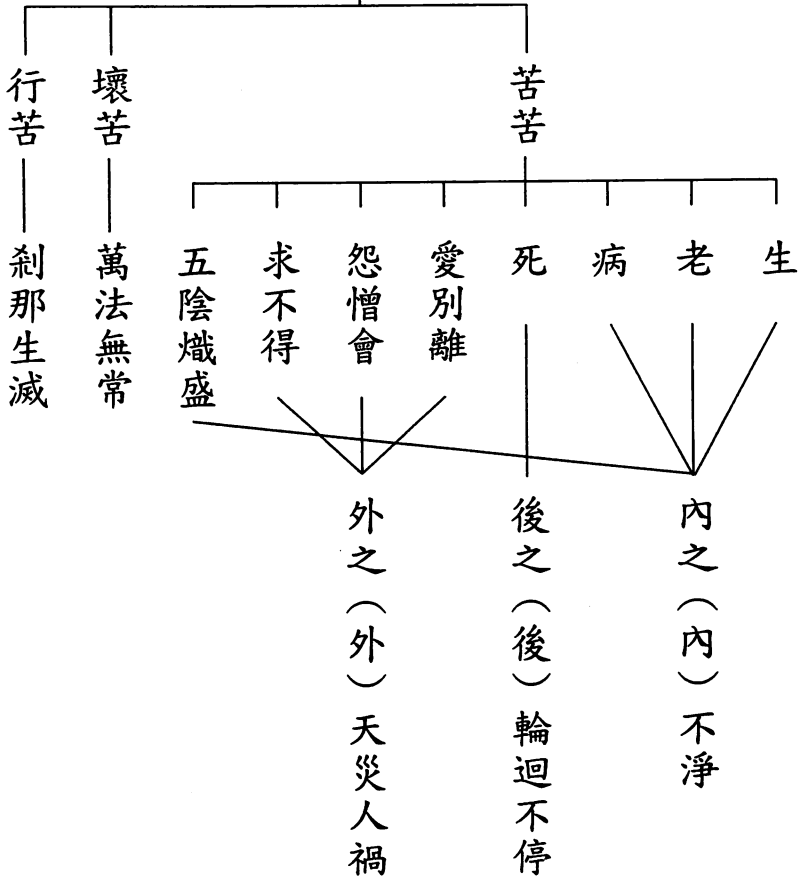 苦苦
壞苦
行苦
生
老
病
死
愛別離
怨憎會
求不得
五陰熾盛
萬法無常
剎那生滅
內之（內）不淨
後之（後）輪迴不停
外之（外）天災人禍